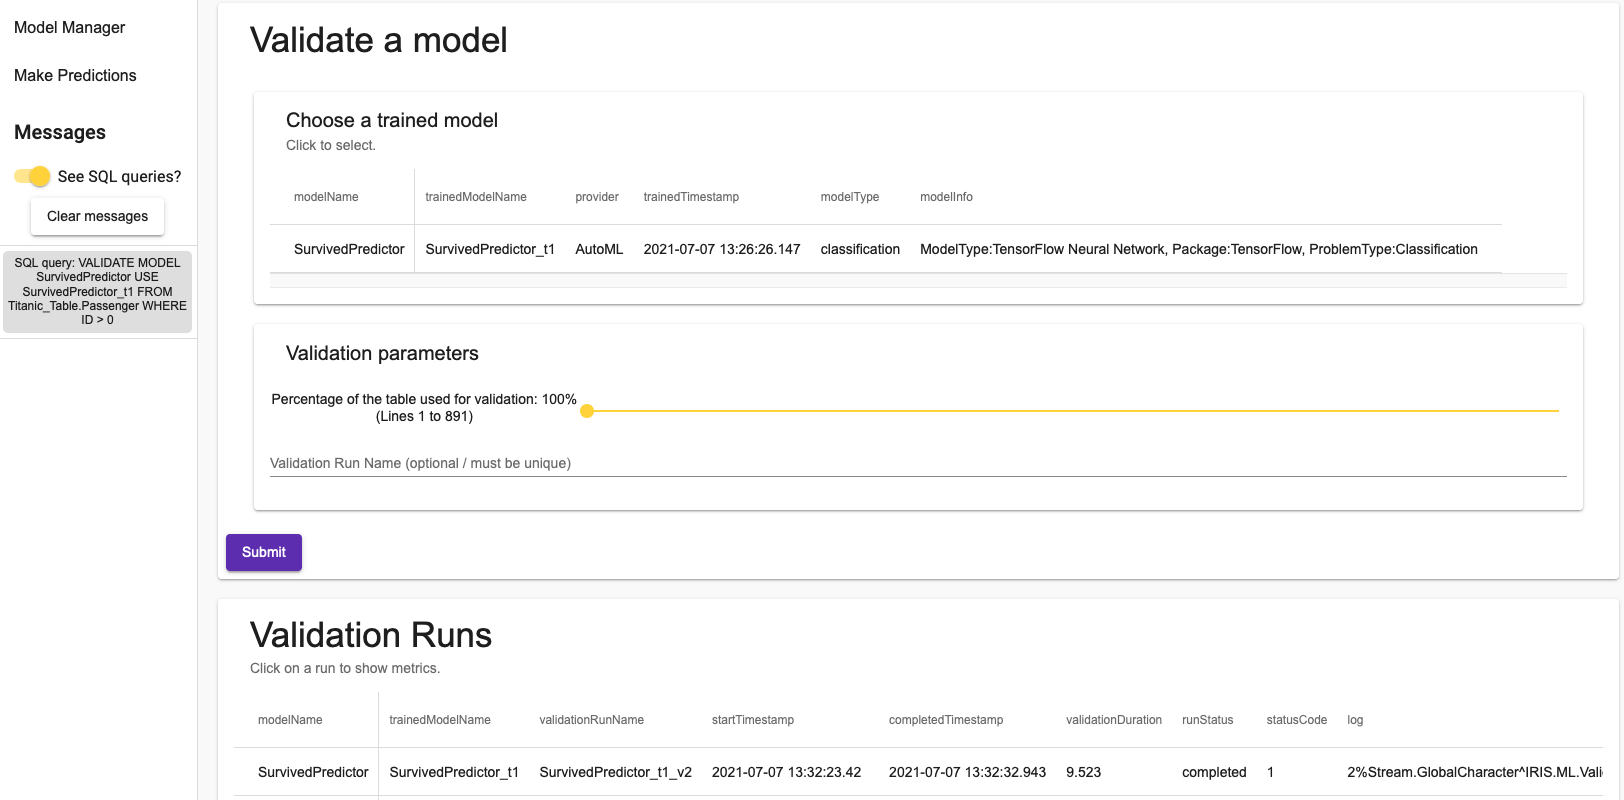 Model Manager
Make Predictions
Messages
See SQL queries?
Clear messages
SQL query: VALIDATE MODEL
SurvivedPredictor USE
SurvivedPredictor_t1 FROM
Titanic_Table.Passenger WHERE
ID > 0
Validate a model
Choose a trained model
Click to select.
modelName trainedModelName provider trainedTimestamp modelType modelInfo
SurvivedPredictor SurvivedPredictor_t1 AutoML 2021-07-07 13:26:26.147 classification ModelType:TensorFlow Neural Network, Package:TensorFlow, ProblemType:Classification
Validation parameters
Percentage of the table used for validation: 100%
(Lines 1 to 891)
Validation Run Name (optional / must be unique)
Submit
Validation Runs
Click on a run to show metrics.
modelName trainedModelName validationRunName startTimestamp completedTimestamp validationDuration runStatus statusCode log
SurvivedPredictor SurvivedPredictor_t1 SurvivedPredictor_t1_v2 2021-07-07 13:32:23.42 2021-07-07 13:32:32.943 9.523 completed 1 2%Stream.GlobalCharacter^IRIS.ML.Vali